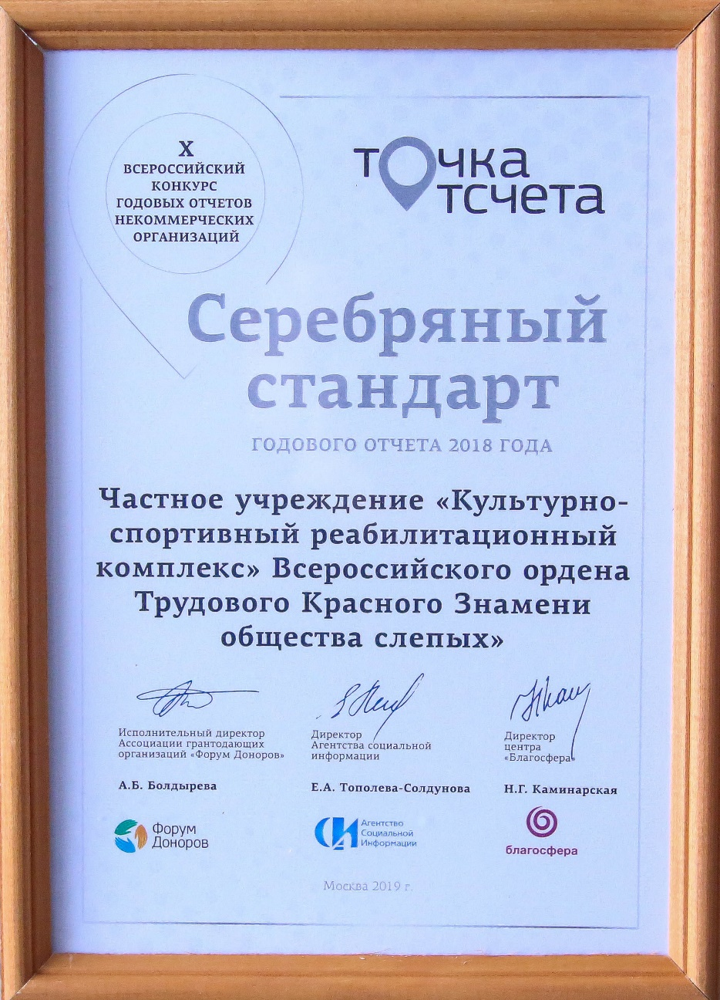 X
ВСЕРОССИЙСКИЙ
КОНКУРС
ГОДОВЫХ ОТЧЕТОВ
НЕКОММЕРЧЕСКИХ
ОРГАНИЗАЦИЙ
точка
тсчета
Серебряный
стандарт
ГОДОВОГО ОТЧЕТА 2018 ГОДА
Частное учреждение «Культурно-
спортивный реабилитационный
комплекс» Всероссийского ордена
Трудового Красного Знамени
общества слепых»
Исполнительный директор
Ассоциации грантодающих
организаций «Форум Доноров»
А.Б. Болдырева
Форум
Доноров
Директор
Агентства социальной
информации
Е.А. Тополева-Солдунова
АСИ
Агентство
Социальной
Информации
Директор
центра
«Благосфера»
Н.Г. Каминарская
благосфера
Москва 2019 г.